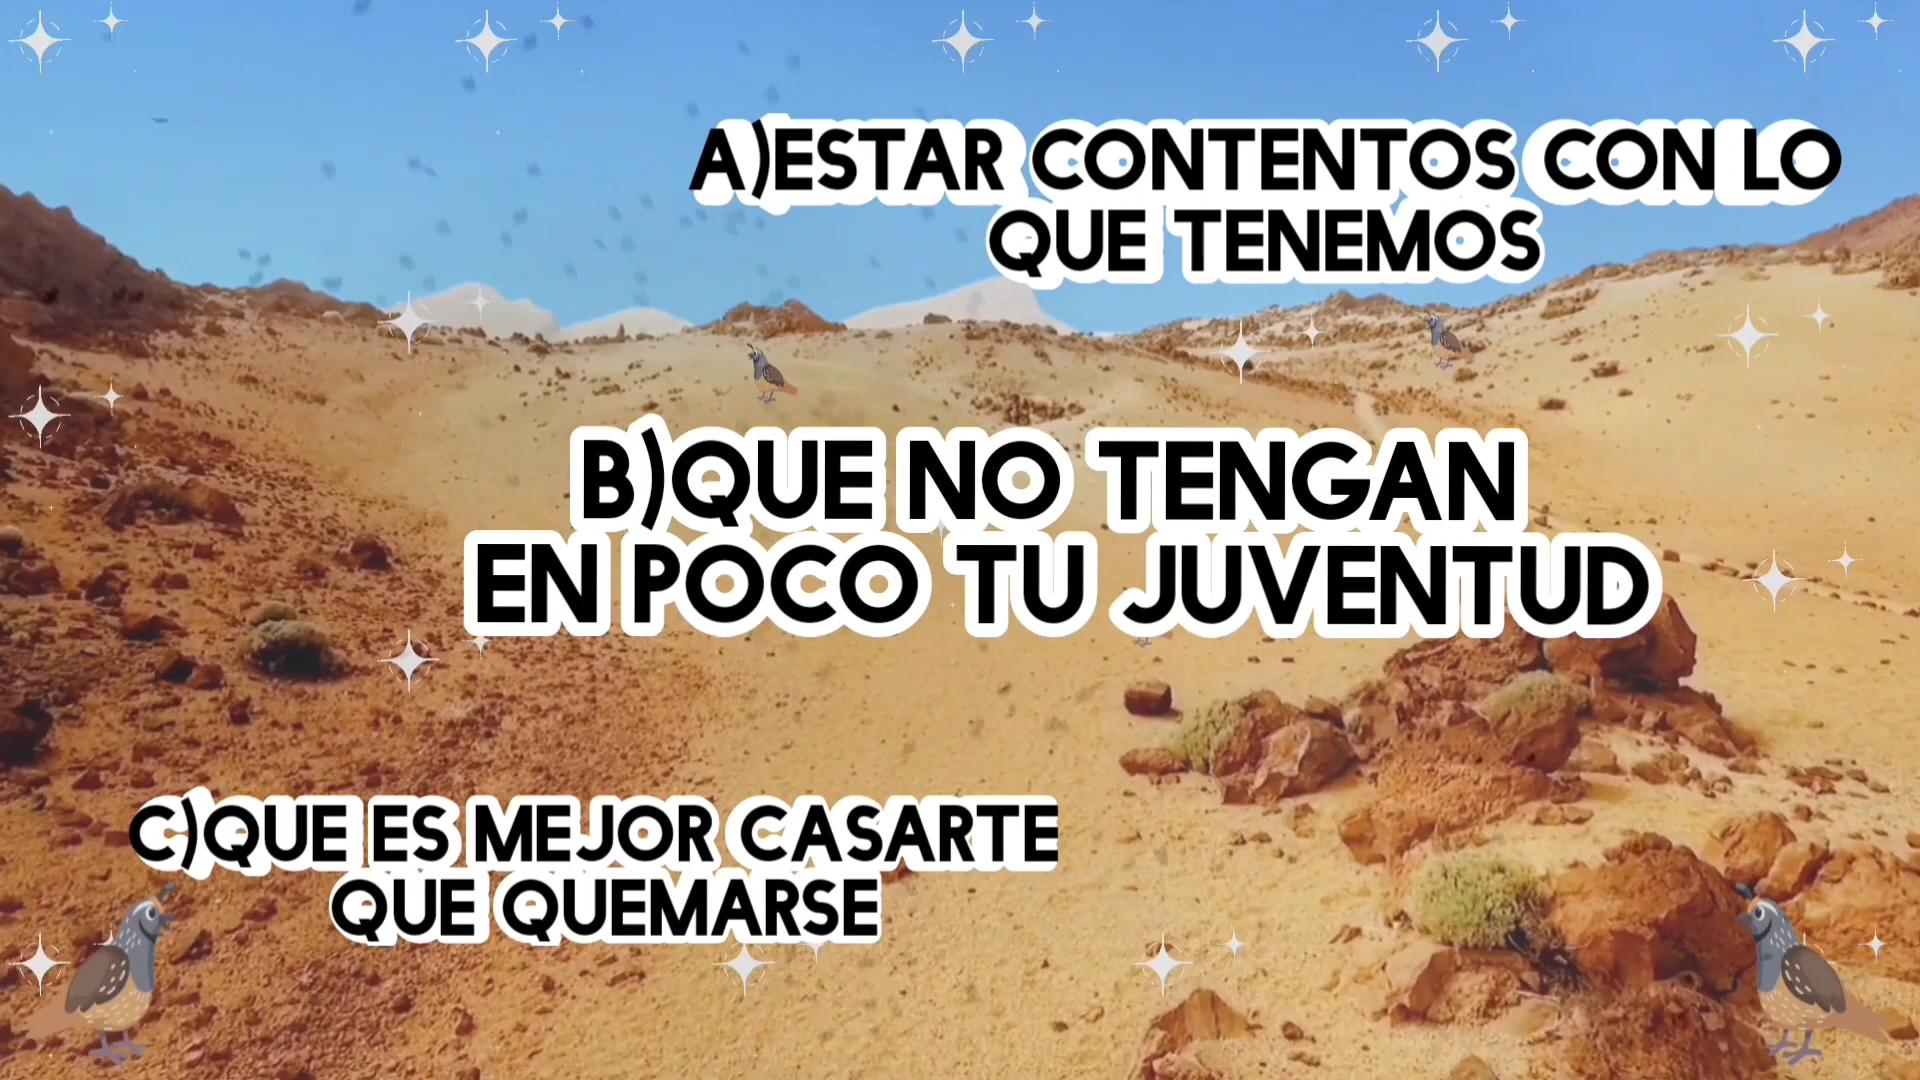 A)ESTAR CONTENTOS CON LO
QUE TENEMOS
B)QUE NO TENGAN
EN POCO TU JUVENTUD
C)QUE ES MEJOR CASARTE
QUE QUEMARSE